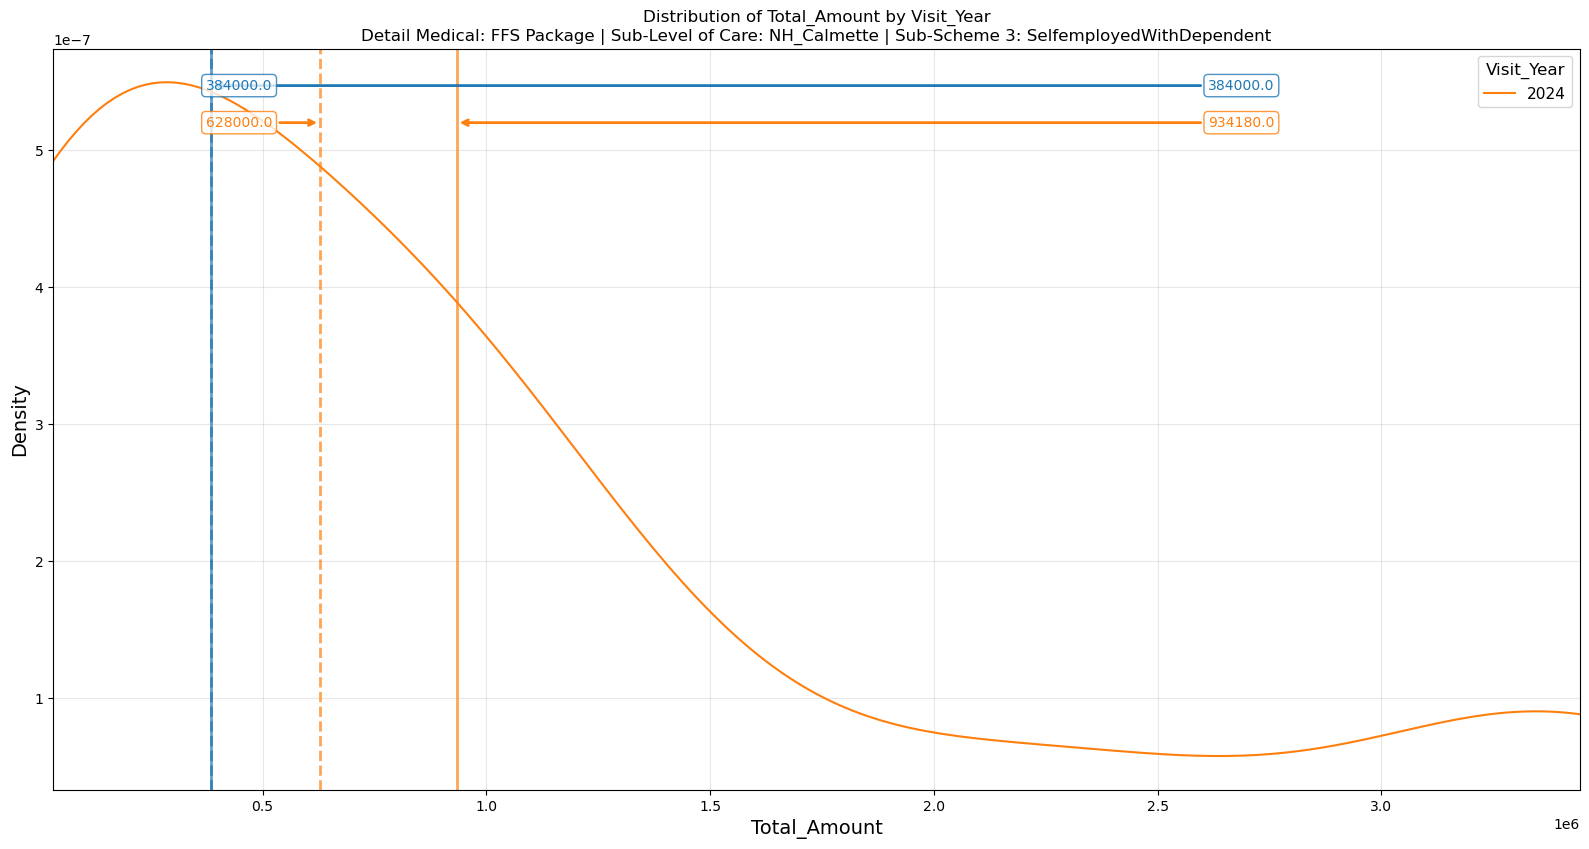 Distribution of Total_Amount by Visit_Year
Detail Medical: FFS Package | Sub-Level of Care: NH_Calmette | Sub-Scheme 3: SelfemployedWithDependent
1e−7
Visit_Year
2024
384000.0
384000.0
628000.0
934180.0
5
4
3
2
1
Density
0.5
1.0
1.5
2.0
2.5
3.0
1e6
Total_Amount